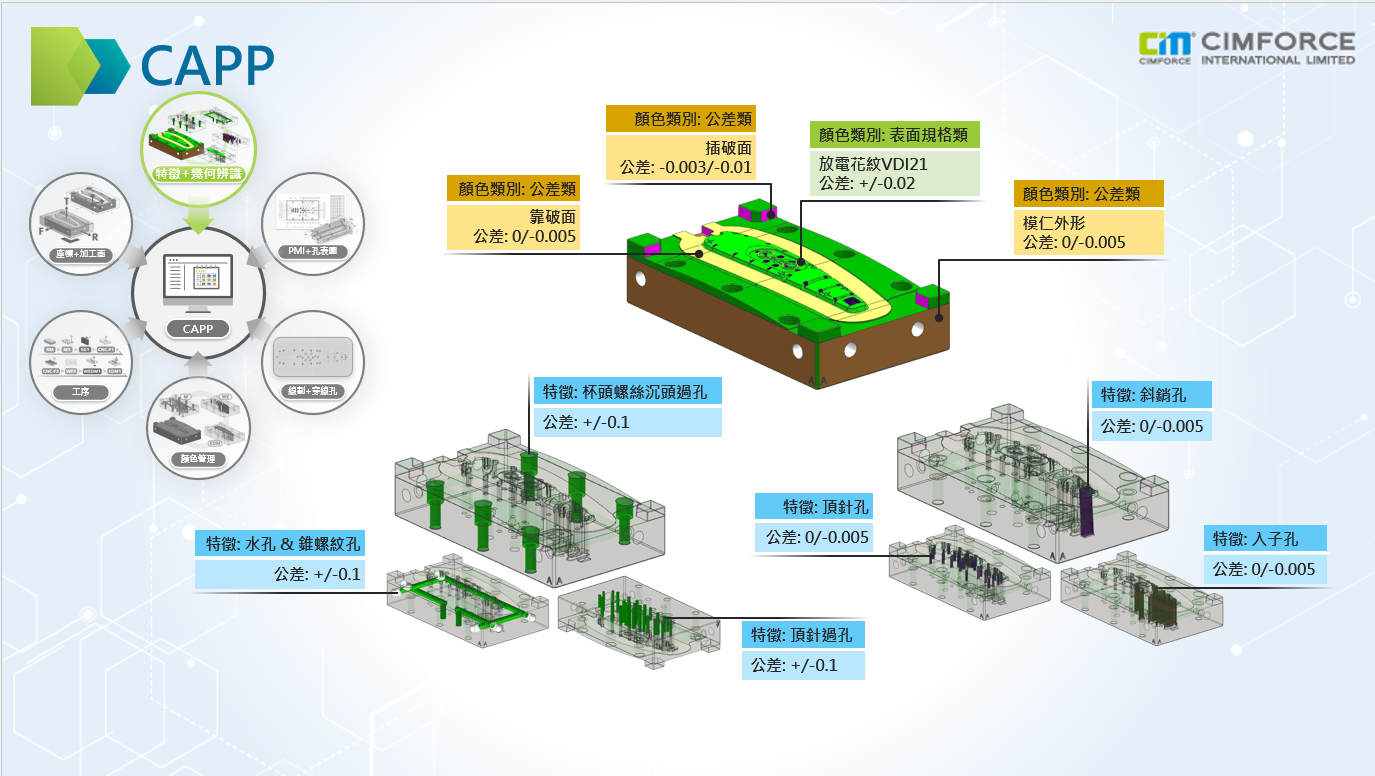 CAPP
CIMFORCE
CIMFORCE
INTERNATIONAL LIMITED
特徵+幾何辨識
座標+加工面
T
F
R
PMI+孔表圖
CAPP
CAPP
工序
線割+穿線孔
顏色管理
M
WE
EDM
顏色類別: 公差類
插破面
公差: -0.003/-0.01
顏色類別: 表面規格類
放電花紋VDI21
公差: +/-0.02
顏色類別: 公差類
靠破面
公差: 0/-0.005
顏色類別: 公差類
模仁外形
公差: 0/-0.005
特徵: 杯頭螺絲沉頭過孔
公差: +/-0.1
特徵: 斜銷孔
公差: 0/-0.005
特徵: 頂針孔
公差: 0/-0.005
特徵: 水孔 & 錐螺紋孔
公差: +/-0.1
特徵: 入子孔
公差: 0/-0.005
特徵: 頂針過孔
公差: +/-0.1